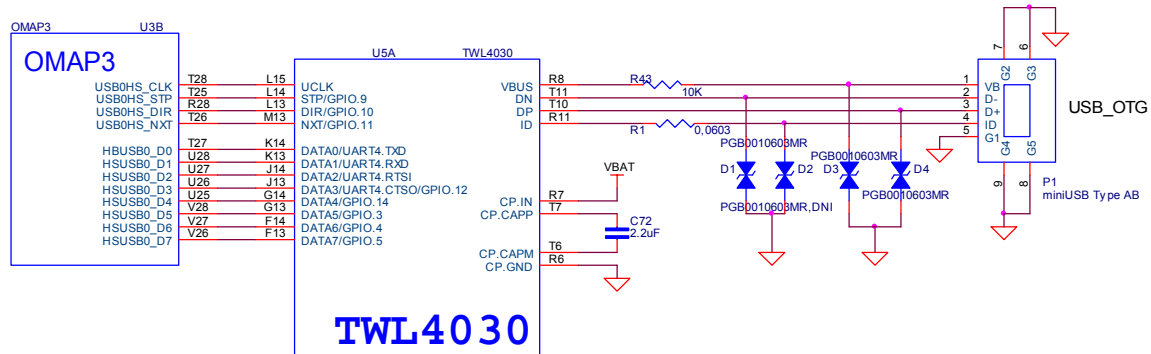 OMAP3 U3B
OMAP3
USB0HS_CLK T28 L15 UCLK
USB0HS_STP T25 L14 STP/GPIO.9
USB0HS_DIR R28 L13 DIR/GPIO.10
USB0HS_NXT T26 M13 NXT/GPIO.11
HBUSB0_D0 T27 K14 DATA0/UART4.TXD
HSUSB0_D1 U28 K13 DATA1/UART4.RXD
HSUSB0_D2 U27 J14 DATA2/UART4.RTSI
HSUSB0_D3 U26 J13 DATA3/UART4.CTSO/GPIO.12
HSUSB0_D4 U25 G14 DATA4/GPIO.14
HSUSB0_D5 V28 G13 DATA5/GPIO.3
HSUSB0_D6 V27 F14 DATA6/GPIO.4
HSUSB0_D7 V26 F13 DATA7/GPIO.5
U5A TWL4030
VBUS R8
DN T11
DP T10
ID R11
CP.IN R7
CP.CAPP T7
CP.CAPM T6
CP.GND R6
TWL4030
R43
10K
R1 0,0603
VBAT
C72
2.2uF
PGB0010603MR
D1
D2
PGB0010603MR,DNI
PGB0010603MR
D3
D4
PGB0010603MR
7 6
G2 G3
1 VB
2 D-
3 D+
4 ID
5 G1
G4 G5
9 8
USB_OTG
P1
miniUSB Type AB